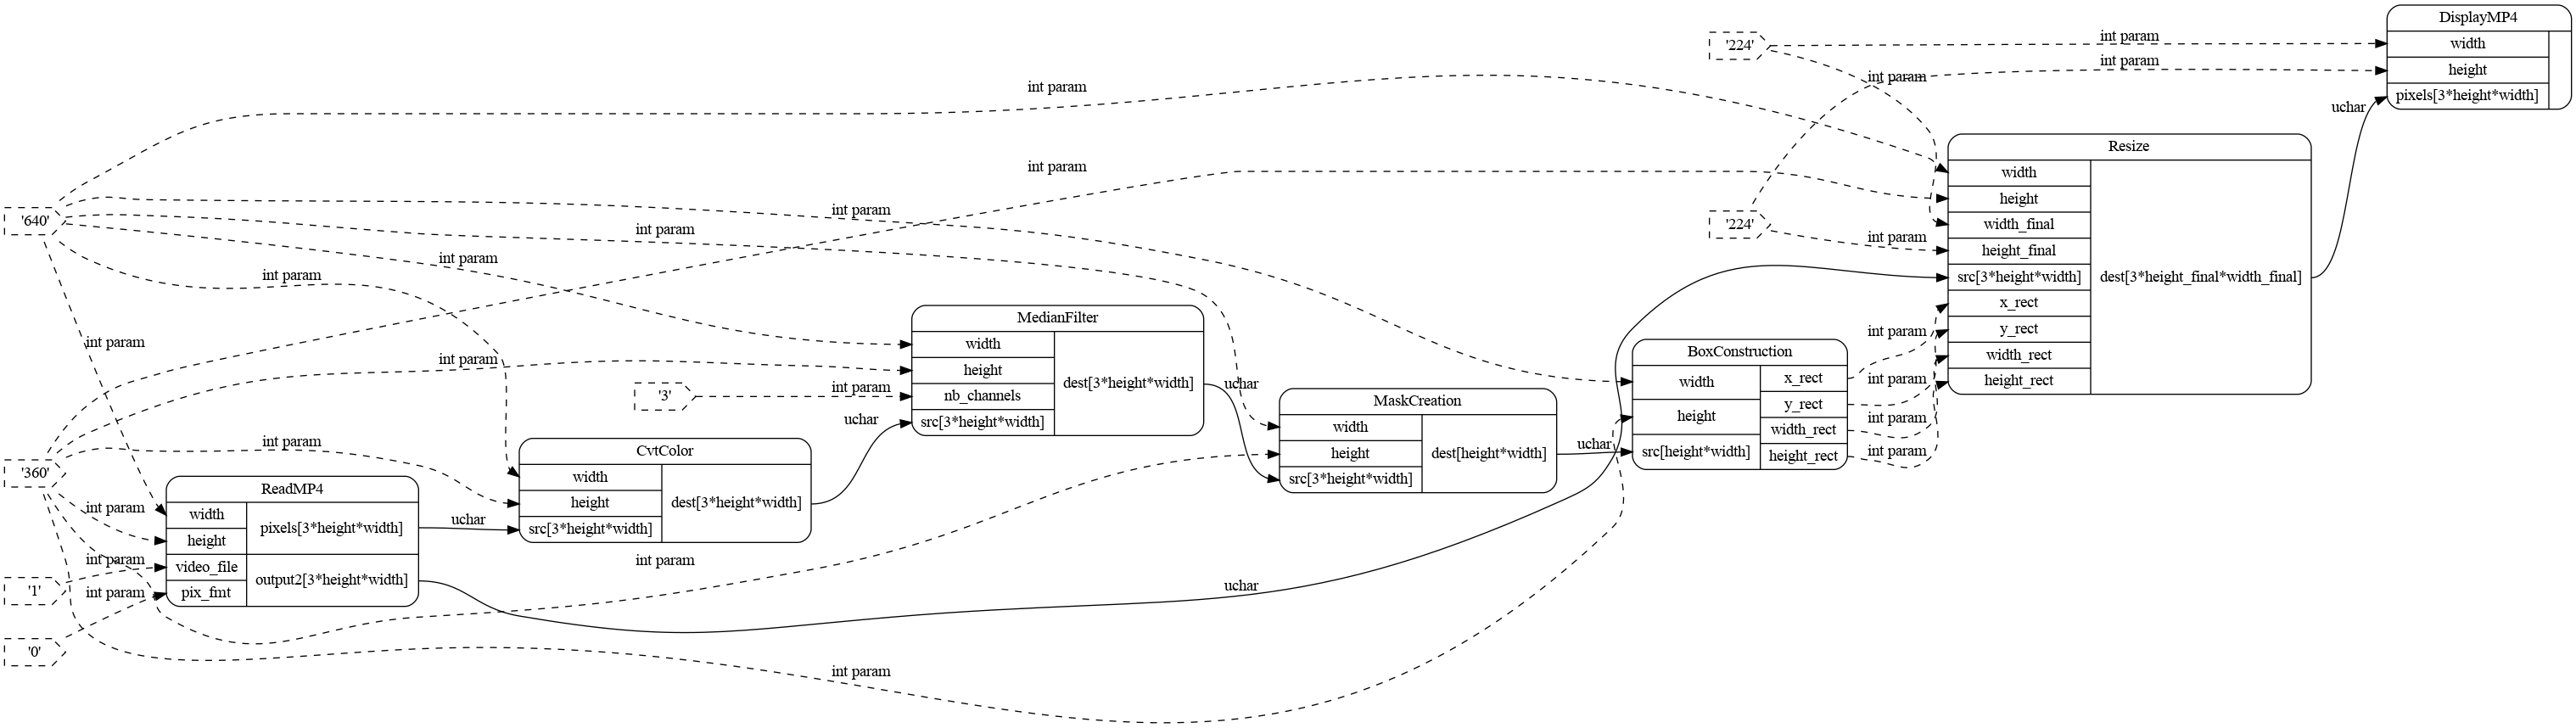 DisplayMP4
width
height
pixels[3*height*width]
'224'
int param
int param
int param
uchar
int param
Resize
width
height
width_final
height_final
src[3*height*width]
x_rect
y_rect
width_rect
height_rect
dest[3*height_final*width_final]
int param
'640'
int param
int param
int param
int param
int param
'224'
int param
MedianFilter
width
height
nb_channels
src[3*height*width]
dest[3*height*width]
int param
int param
'3'
int param
uchar
uchar
BoxConstruction
width
height
src[height*width]
x_rect
y_rect
width_rect
height_rect
int param
int param
int param
int param
MaskCreation
width
height
src[3*height*width]
dest[height*width]
uchar
CvtColor
width
height
src[3*height*width]
dest[3*height*width]
int param
'360'
ReadMP4
width
height
video_file
pix_fmt
pixels[3*height*width]
output2[3*height*width]
int param
uchar
int param
int param
'1'
int param
uchar
'0'
int param